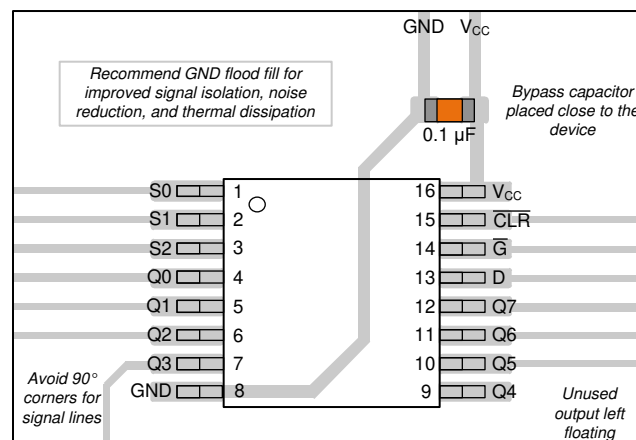 GND VCC
Recommend GND flood fill for
improved signal isolation, noise
reduction, and thermal dissipation
Bypass capacitor
placed close to the
device
0.1 µF
S0 1 16 VCC
S1 2 15 CLR
S2 3 14 G
Q0 4 13 D
Q1 5 12 Q7
Q2 6 11 Q6
Q3 7 10 Q5
GND 8 9 Q4
Avoid 90°
corners for
signal lines
Unused
output left
floating